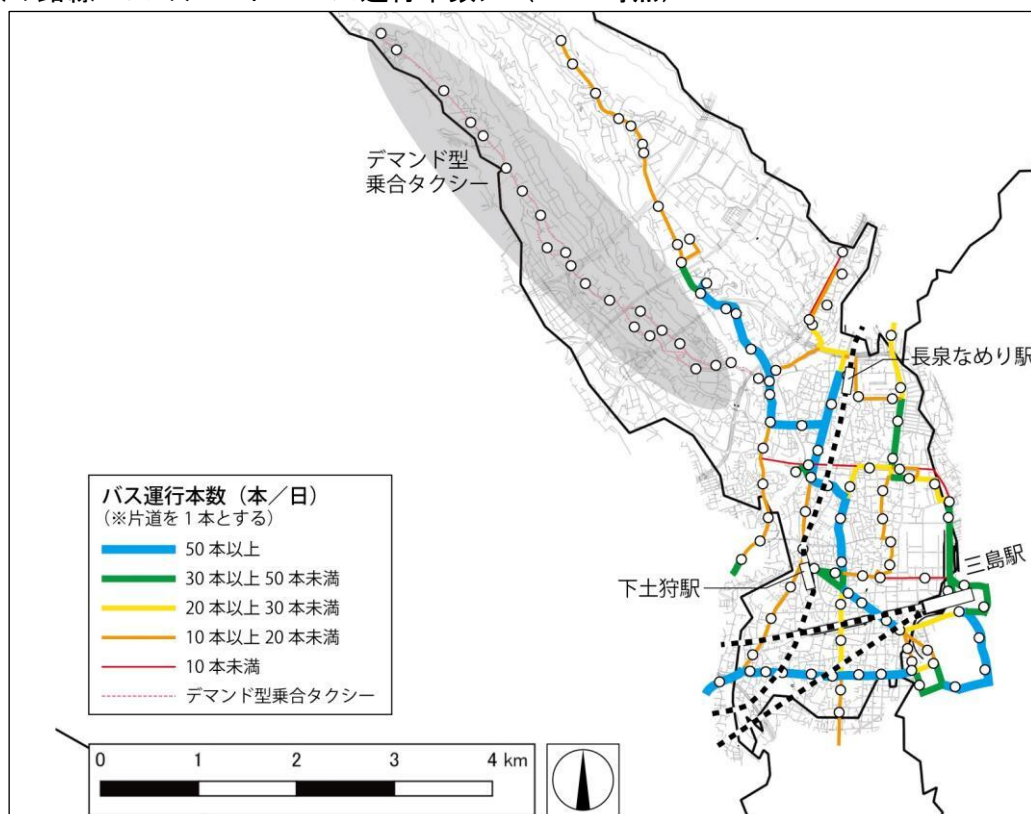 デマンド型
乗合タクシー
長泉なめり駅
三島駅
下土狩駅
バス運行本数（本／日）
（※片道を1本とする）
50本以上
30本以上50本未満
20本以上30本未満
10本以上20本未満
10本未満
デマンド型乗合タクシー
0 1 2 3 4 km